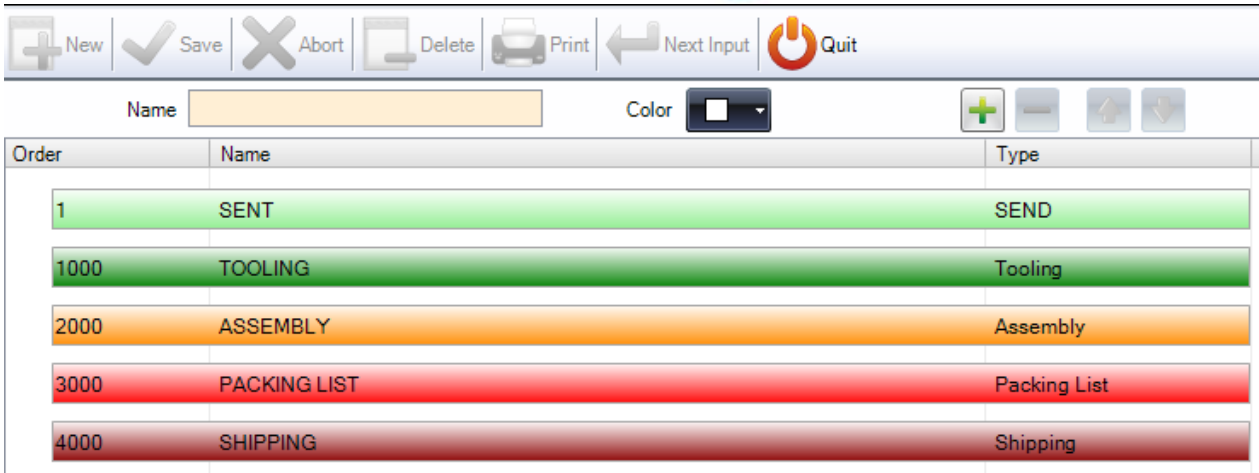 New Save Abort Delete Print Next Input Quit
Name Color
Order Name Type
1 SENT SEND
1000 TOOLING Tooling
2000 ASSEMBLY Assembly
3000 PACKING LIST Packing List
4000 SHIPPING Shipping